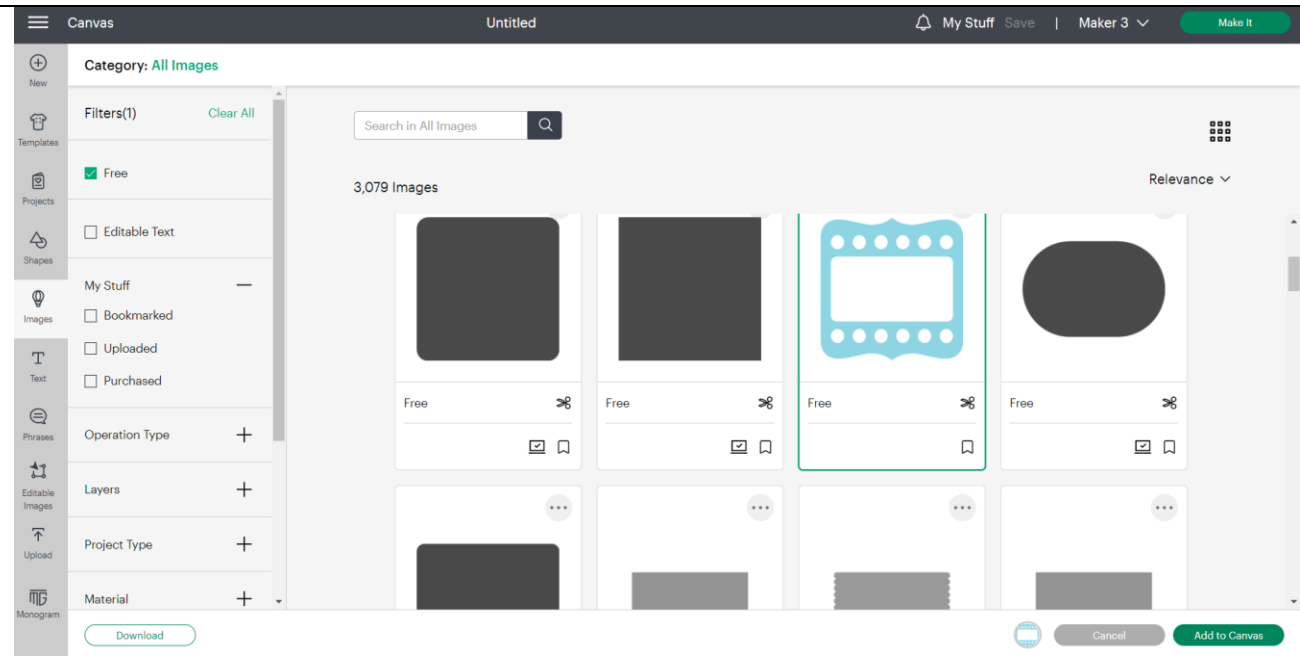 Canvas
Untitled
My Stuff Save | Maker 3
Make It
New
Templates
Projects
Shapes
Images
Text
Phrases
Editable
Images
Upload
Monogram
Category: All Images
Filters(1) Clear All
Free
Editable Text
My Stuff
Bookmarked
Uploaded
Purchased
Operation Type
Layers
Project Type
Material
Search in All Images
3,079 Images
Relevance
Free
Free
Free
Free
Download
Cancel
Add to Canvas